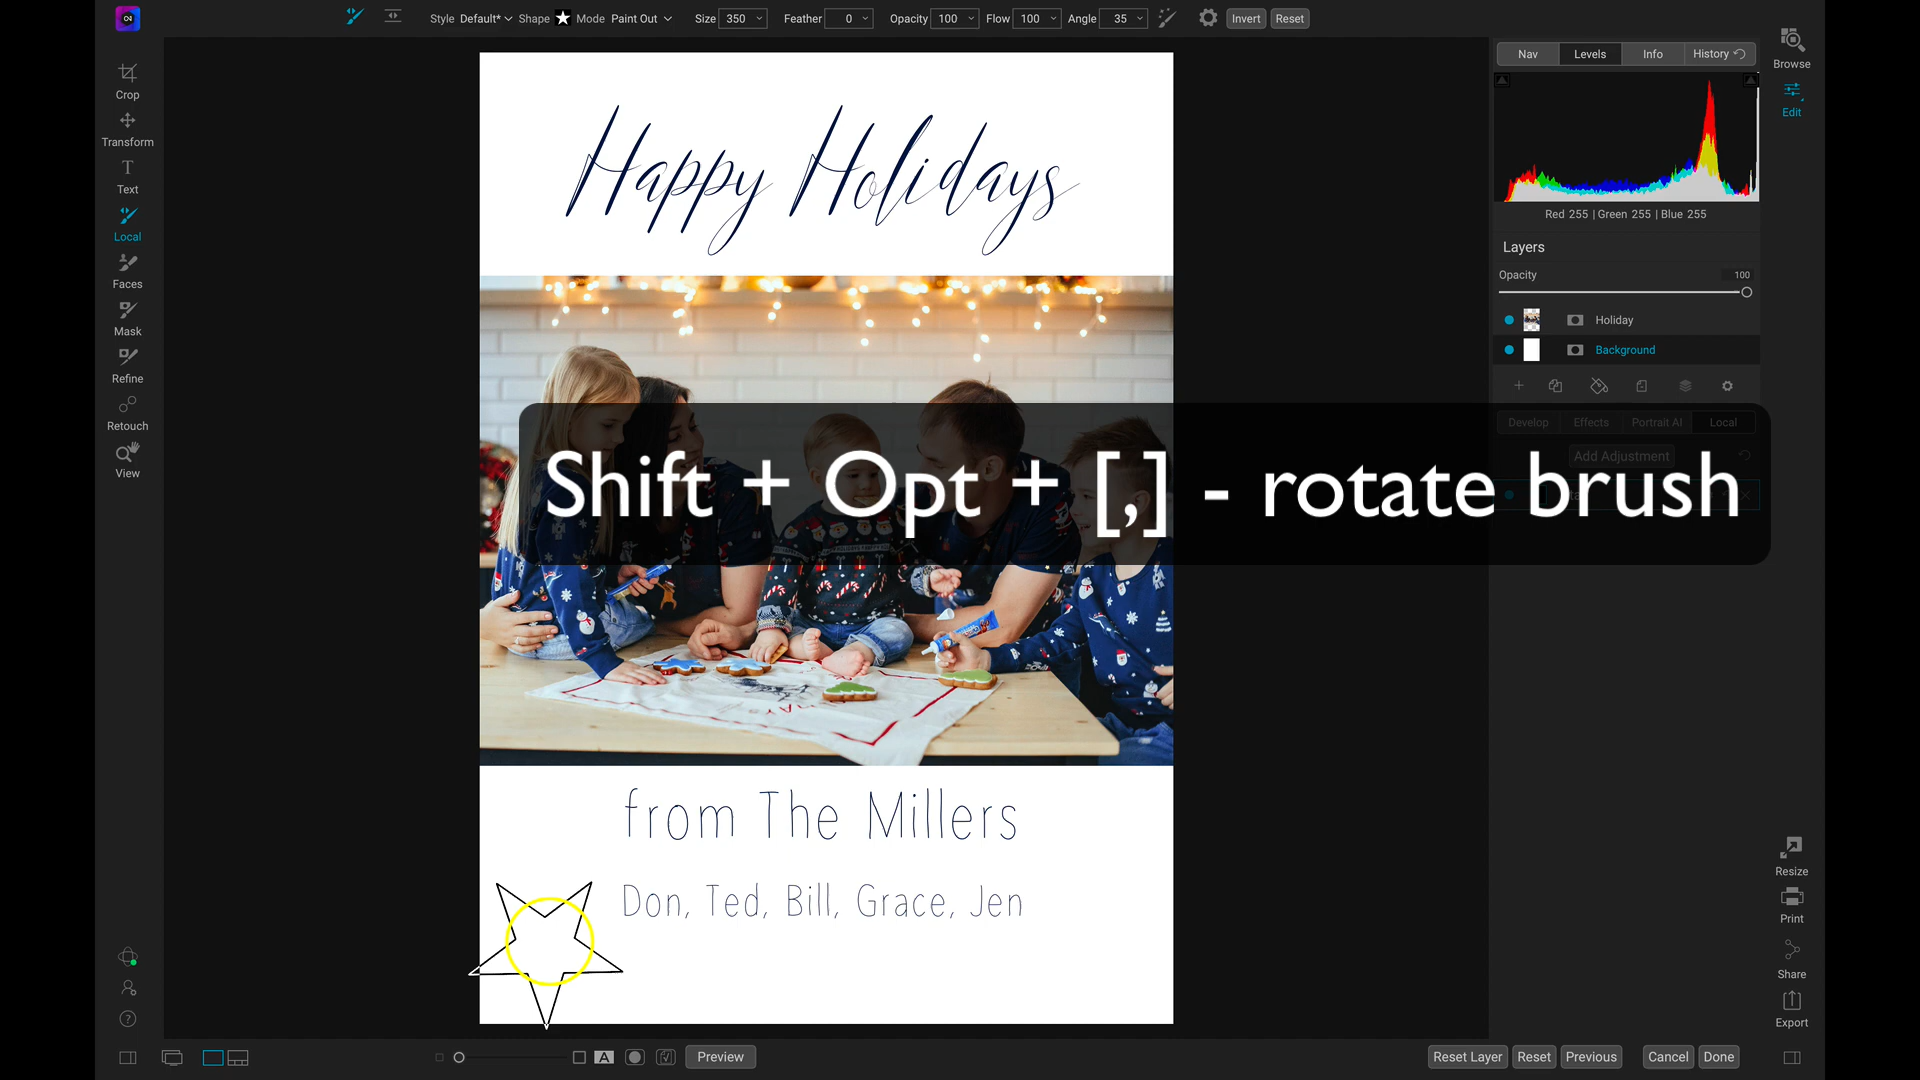 Style Default* Shape Mode Paint Out Size 350 Feather 0 Opacity 100 Flow 100 Angle 35 Invert Reset
Crop
Transform
Text
Local
Faces
Mask
Refine
Retouch
View
Happy Holidays
from The Millers
Don, Ted, Bill, Grace, Jen
Shift + Opt + [,] - rotate brush
Nav Levels Info History
Red 255 | Green 255 | Blue 255
Layers
Opacity 100
Holiday
Background
Develop Effects Portrait AI Local
Add Adjustment
Browse
Edit
Resize
Print
Share
Export
A Preview
Reset Layer Reset Previous Cancel Done